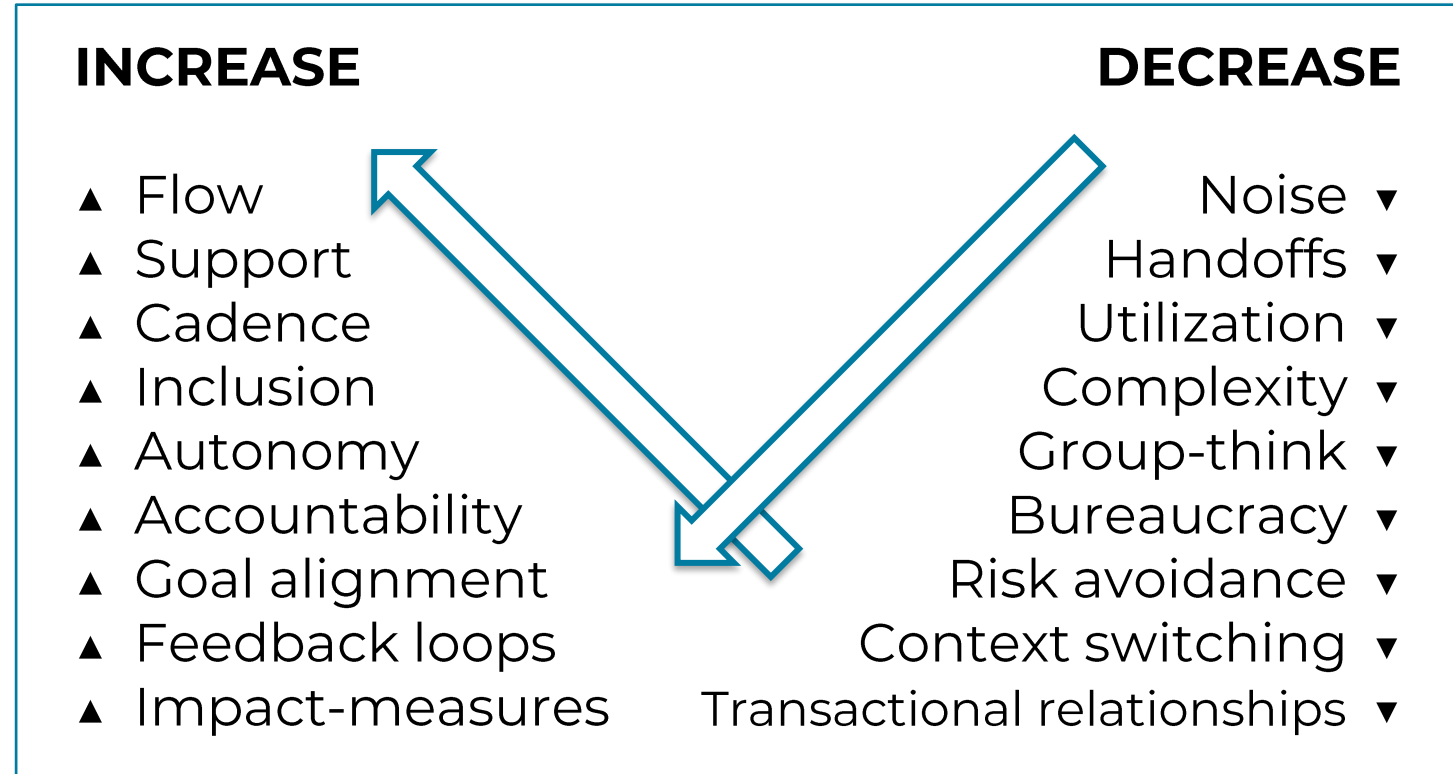 INCREASE
▲ Flow
▲ Support
▲ Cadence
▲ Inclusion
▲ Autonomy
▲ Accountability
▲ Goal alignment
▲ Feedback loops
▲ Impact-measures
DECREASE
Noise ▼
Handoffs ▼
Utilization ▼
Complexity ▼
Group-think ▼
Bureaucracy ▼
Risk avoidance ▼
Context switching ▼
Transactional relationships ▼